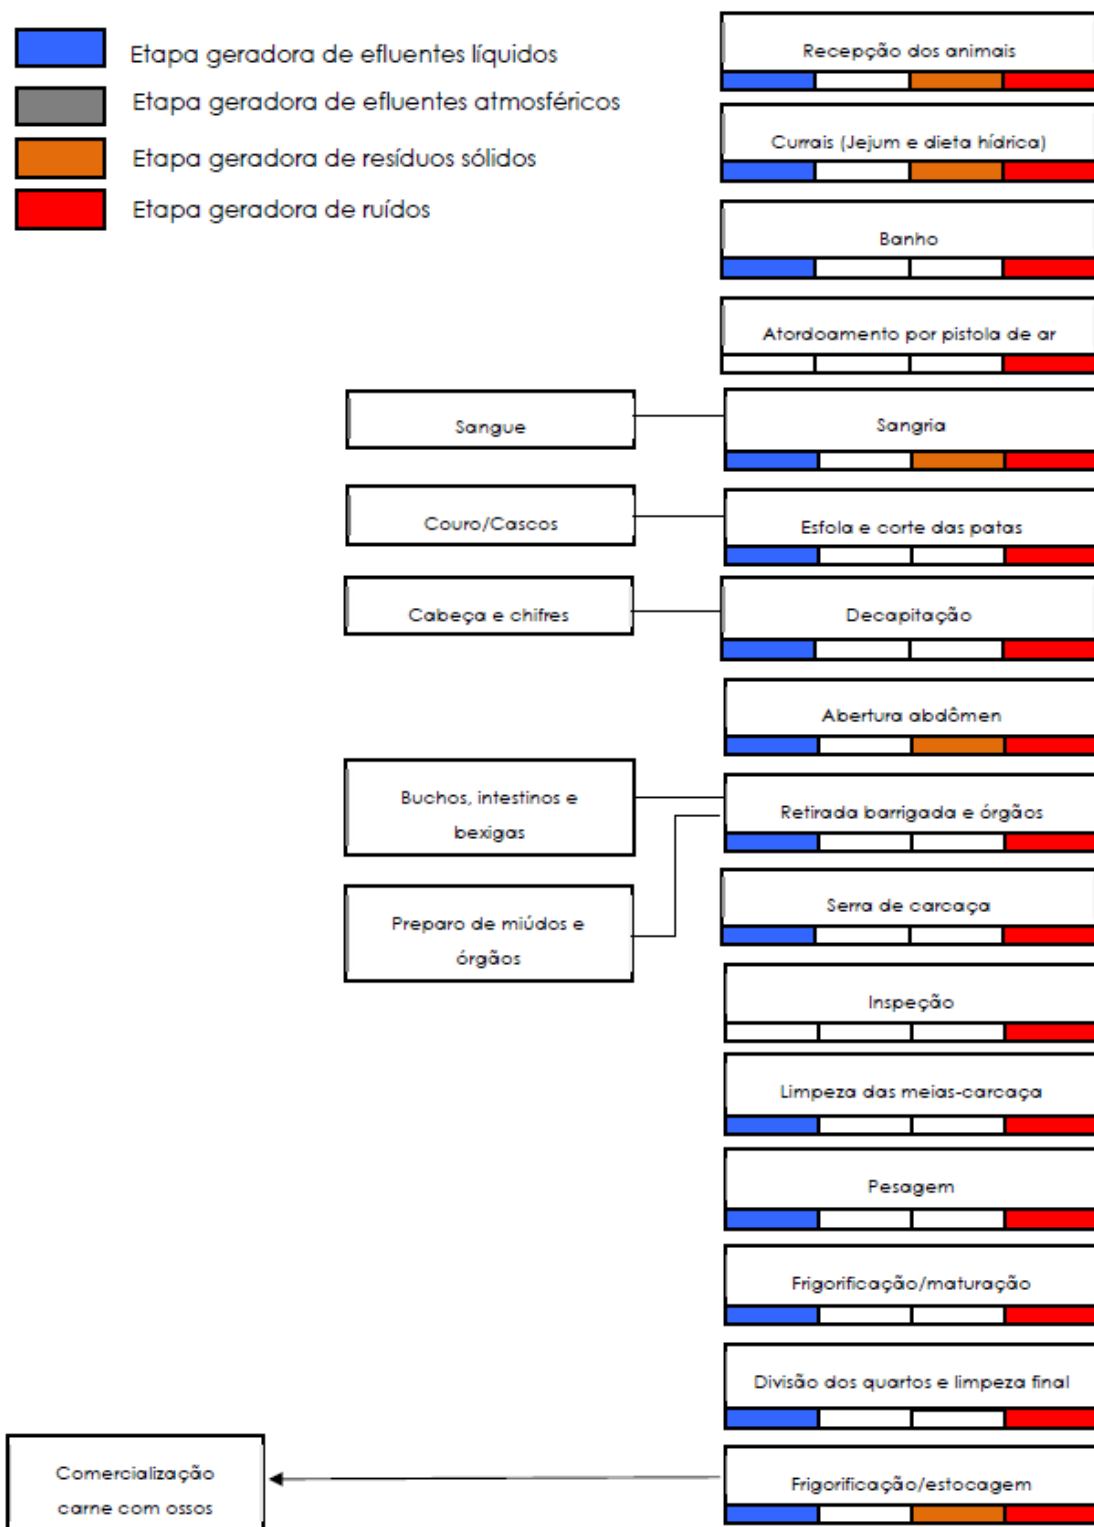 Etapa geradora de efluentes líquidos
Etapa geradora de efluentes atmosféricos
Etapa geradora de resíduos sólidos
Etapa geradora de ruídos
Recepção dos animais
Currais (Jejum e dieta hídrica)
Banho
Atordoamento por pistola de ar
Sangue
Sangria
Couro/Cascos
Esfola e corte das patas
Cabeça e chifres
Decapitação
Abertura abdômen
Buchos, intestinos e
bexigas
Retirada barrigada e órgãos
Preparo de miúdos e
órgãos
Serra de carcaça
Inspeção
Limpeza das meias-carcaça
Pesagem
Frigorificação/maturação
Divisão dos quartos e limpeza final
Comercialização
carne com ossos
Frigorificação/estocagem